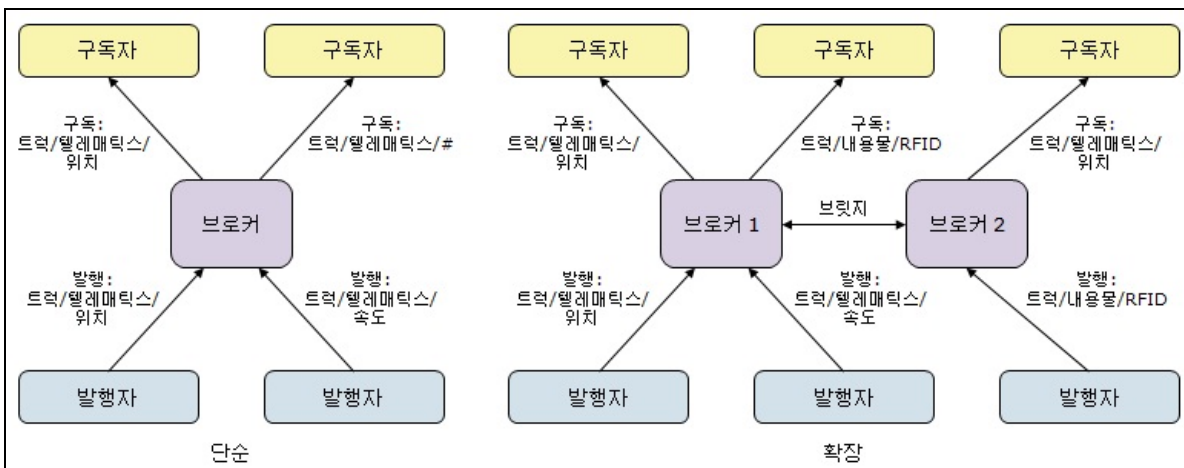 구독자
구독자
구독자
구독자
구독자
구독:
트럭/텔레매틱스/
위치
구독:
트럭/텔레매틱스/#
구독:
트럭/텔레매틱스/
위치
구독:
트럭/내용물/RFID
구독:
트럭/텔레매틱스/
위치
브로커
브로커 1
브릿지
브로커 2
발행:
트럭/텔레매틱스/
위치
발행:
트럭/텔레매틱스/
속도
발행:
트럭/텔레매틱스/
위치
발행:
트럭/텔레매틱스/
속도
발행:
트럭/내용물/RFID
발행자
발행자
발행자
발행자
발행자
단순
확장